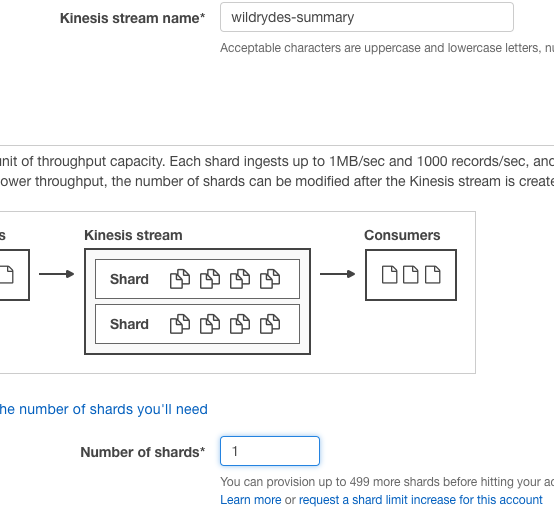 Kinesis stream name* wildrydes-summary
Acceptable characters are uppercase and lowercase letters,
unit of throughput capacity. Each shard ingests up to 1MB/sec and 1000 records/sec, and
ower throughput, the number of shards can be modified after the Kinesis stream is create
s Kinesis stream Consumers
Shard
Shard
he number of shards you'll need
Number of shards* 1
You can provision up to 499 more shards before hitting your
Learn more or request a shard limit increase for this account